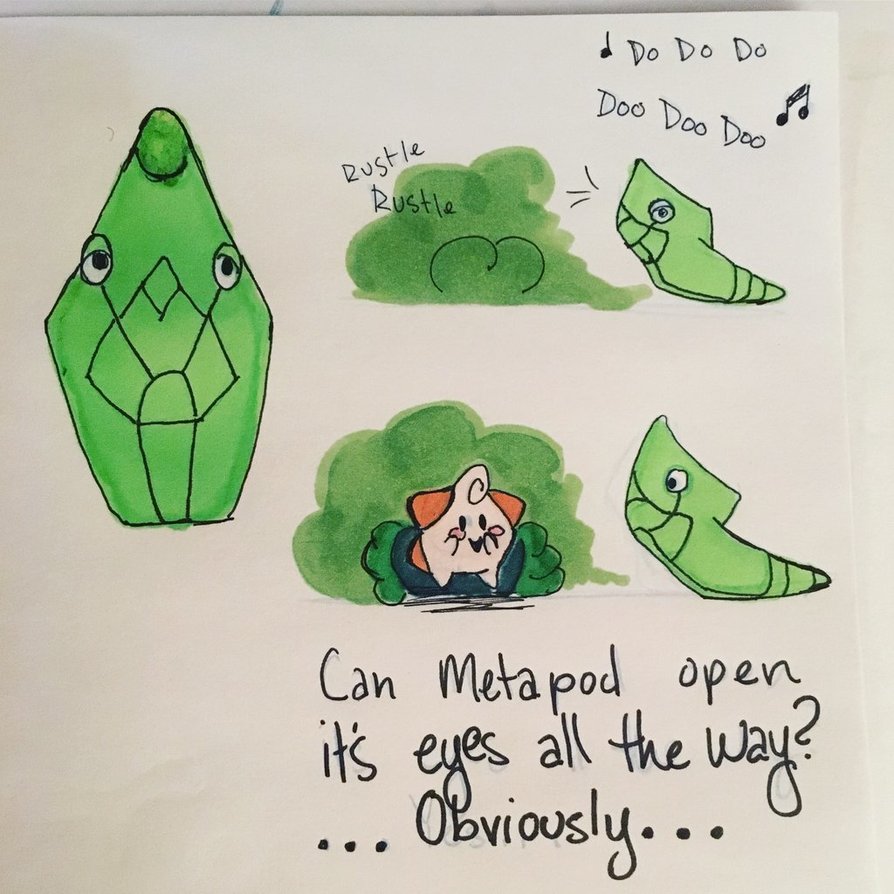 ♩ Do Do Do
Doo Doo Doo ♫
Rustle
Rustle
Can Metapod open
it's eyes all the way?
... Obviously...